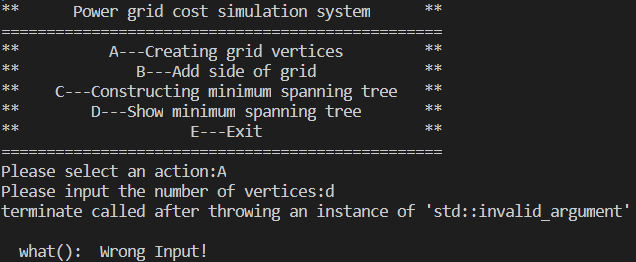 **      Power grid cost simulation system      **
=================================================
**          A---Creating grid vertices         **
**             B---Add side of grid            **
**    C---Constructing minimum spanning tree   **
**        D---Show minimum spanning tree       **
**                   E---Exit                  **
=================================================
Please select an action:A
Please input the number of vertices:d
terminate called after throwing an instance of 'std::invalid_argument'
what():  Wrong Input!